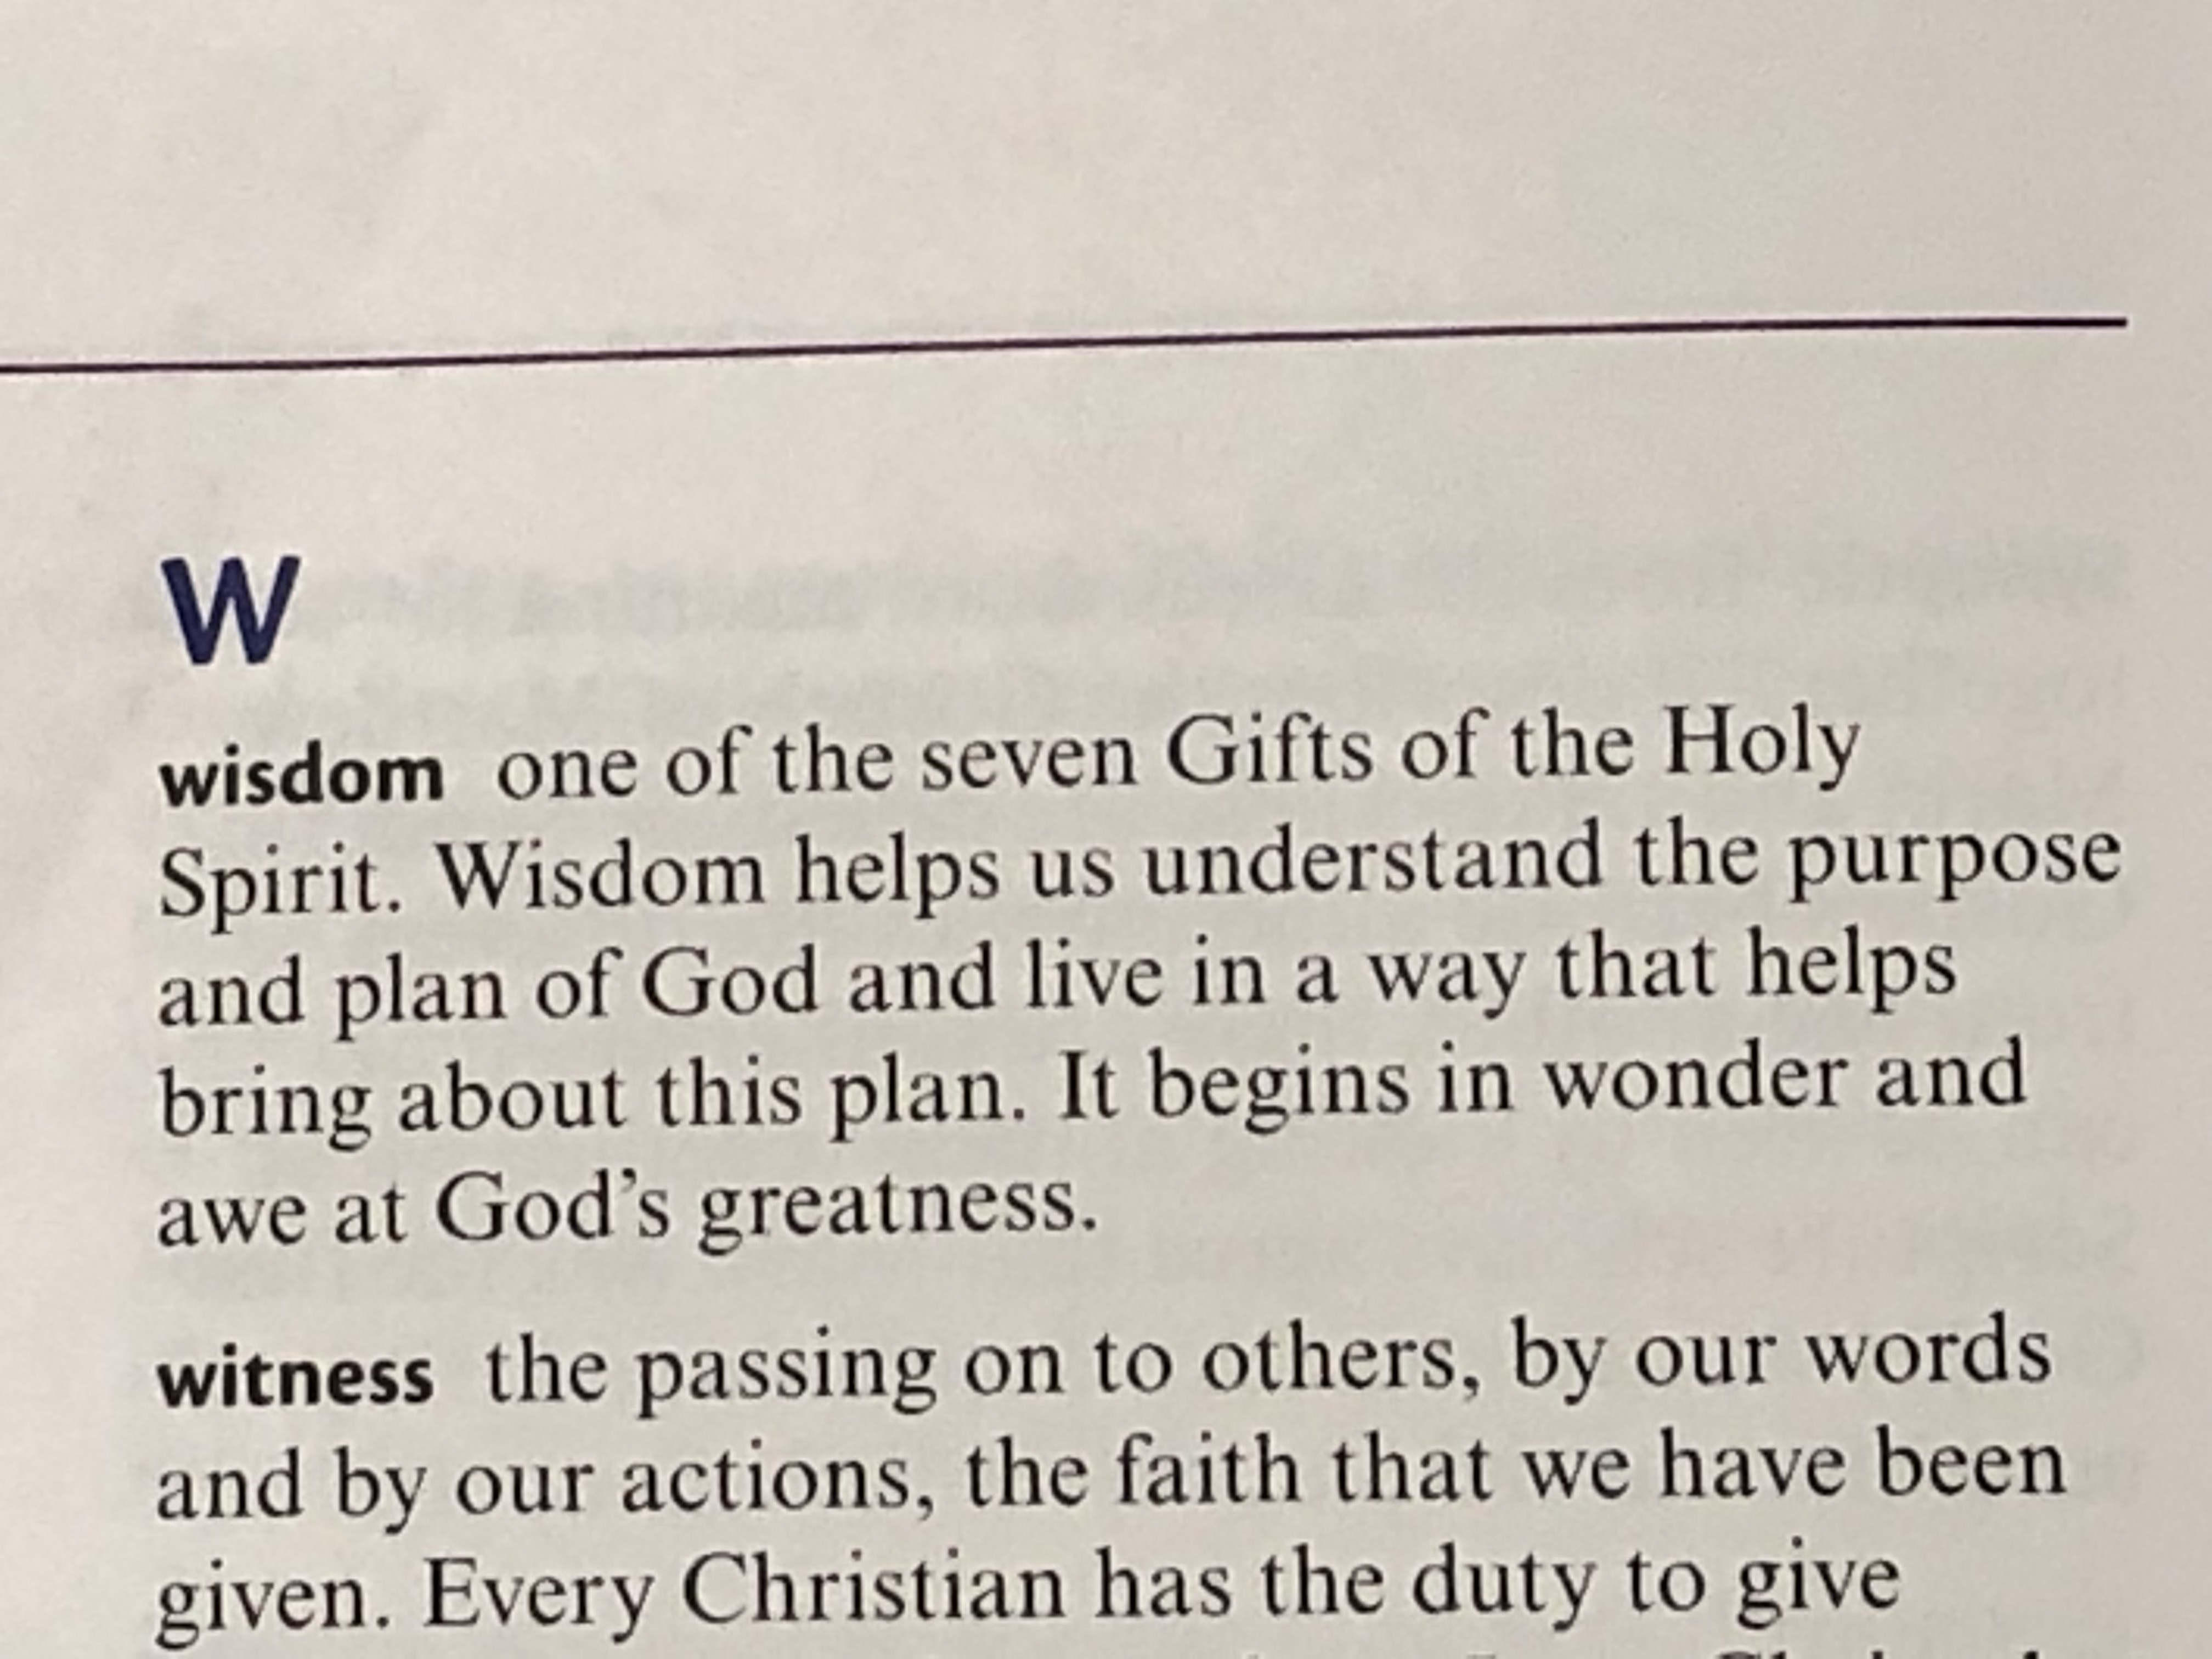 W
wisdom one of the seven Gifts of the Holy
Spirit. Wisdom helps us understand the purpose
and plan of God and live in a way that helps
bring about this plan. It begins in wonder and
awe at God’s greatness.
witness the passing on to others, by our words
and by our actions, the faith that we have been
given. Every Christian has the duty to give